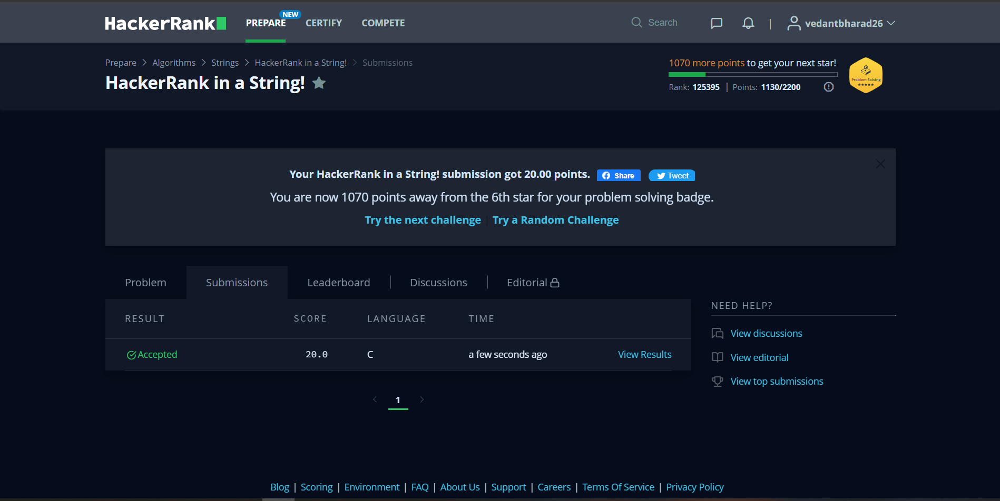 HackerRank
PREPARE
NEW
CERTIFY
COMPETE
Search
|
vedantbharad26
Prepare > Algorithms > Strings > HackerRank in a String! > Submissions
HackerRank in a String!
1070 more points to get your next star!
Rank: 125395 | Points: 1130/2200
Problem Solving
Your HackerRank in a String! submission got 20.00 points.
Share
Tweet
You are now 1070 points away from the 6th star for your problem solving badge.
Try the next challenge | Try a Random Challenge
Problem
Submissions
Leaderboard
Discussions
Editorial
RESULT SCORE LANGUAGE TIME
Accepted 20.0 C a few seconds ago View Results
1
NEED HELP?
View discussions
View editorial
View top submissions
Blog | Scoring | Environment | FAQ | About Us | Support | Careers | Terms Of Service | Privacy Policy